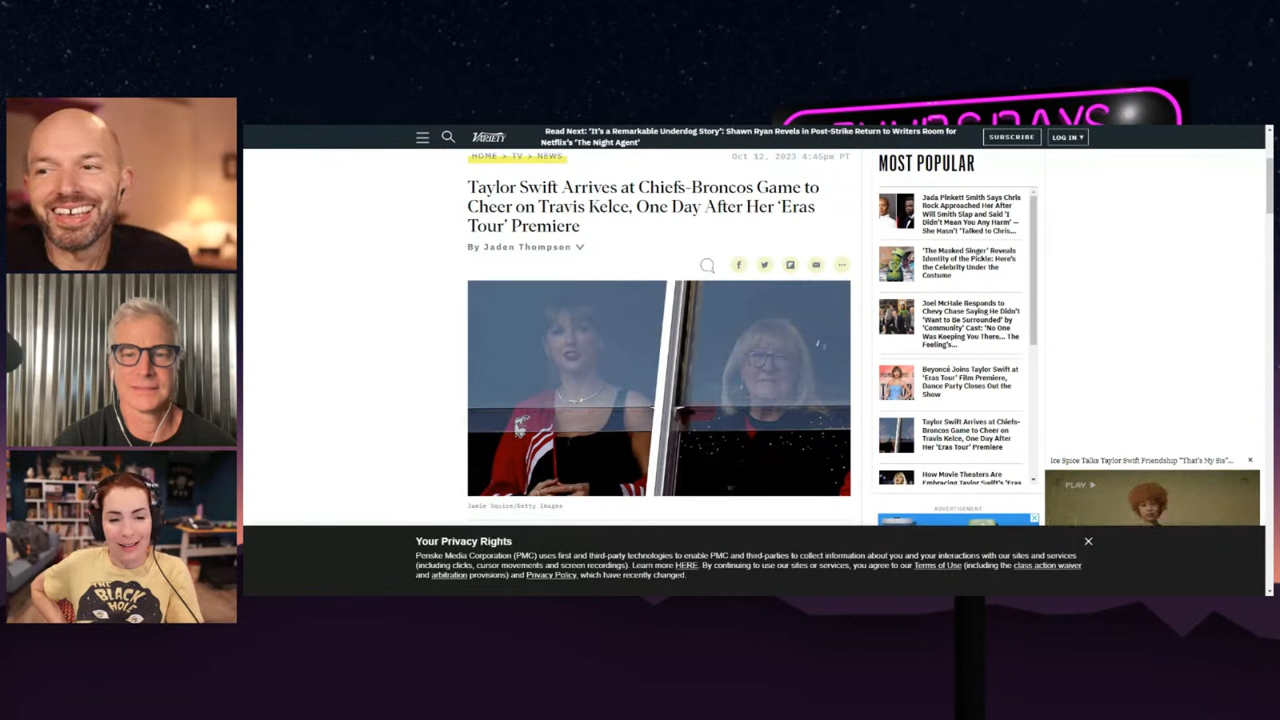 VARIETY
Read Next: ‘It’s a Remarkable Underdog Story’: Shawn Ryan Revels in Post-Strike Return to Writers Room for
Netflix’s ‘The Night Agent’
SUBSCRIBE
LOG IN
HOME > TV > NEWS
Oct 12, 2023 4:45pm PT
Taylor Swift Arrives at Chiefs-Broncos Game to
Cheer on Travis Kelce, One Day After Her ‘Eras
Tour’ Premiere
By Jaden Thompson
Jamie Squire/Getty Images
MOST POPULAR
Jada Pinkett Smith Says Chris
Rock Approached Her After
Will Smith Slap and Said ‘I
Didn’t Mean You Any Harm’ —
She Hasn’t ‘Talked to Chris...
‘The Masked Singer’ Reveals
Identity of the Pickle: Here’s
the Celebrity Under the
Costume
Joel McHale Responds to
Chevy Chase Saying He Didn’t
‘Want to Be Surrounded’ by
‘Community’ Cast: ‘No One
Was Keeping You There... The
Feeling’s...
Beyoncé Joins Taylor Swift at
‘Eras Tour’ Film Premiere,
Dance Party Closes Out the
Show
Taylor Swift Arrives at Chiefs-
Broncos Game to Cheer on
Travis Kelce, One Day After
Her ‘Eras Tour’ Premiere
How Movie Theaters Are
Embracing Taylor Swift’s ‘Eras
ADVERTISEMENT
Ice Spice Talks Taylor Swift Friendship "That's My Sis"...
PLAY
Your Privacy Rights
Penske Media Corporation (PMC) uses first and third-party technologies to enable PMC and third-parties to collect information about you and your interactions with our sites and services
(including clicks, cursor movements and screen recordings). Learn more HERE. By continuing to use our sites or services, you agree to our Terms of Use (including the class action waiver
and arbitration provisions) and Privacy Policy, which have recently changed.
THE
BLACK
HOLE